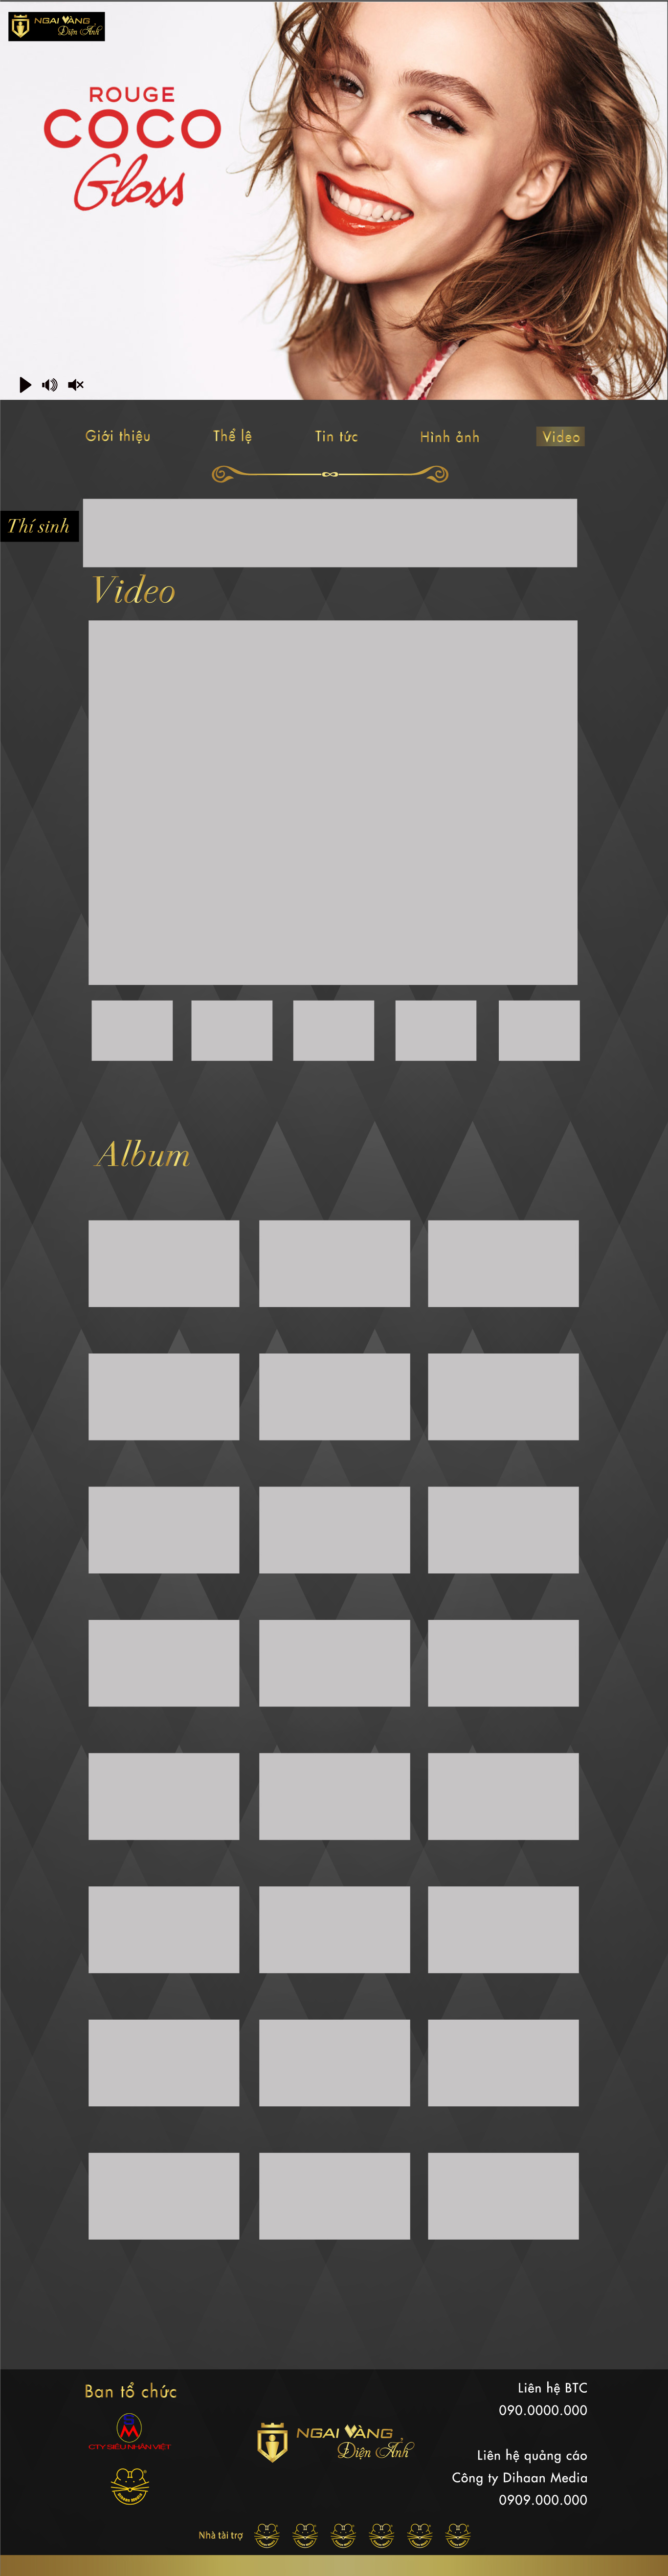 NGAI VÀNG
Điện Ảnh
ROUGE
COCO
Gloss
Giới thiệu
Thể lệ
Tin tức
Hình ảnh
Video
Thí sinh
Video
Album
Ban tổ chức
CTY SIÊU NHÂN VIỆT
Dihaan Media
NGAI VÀNG
Điện Ảnh
Liên hệ BTC
090.0000.000
Liên hệ quảng cáo
Công ty Dihaan Media
0909.000.000
Nhà tài trợ